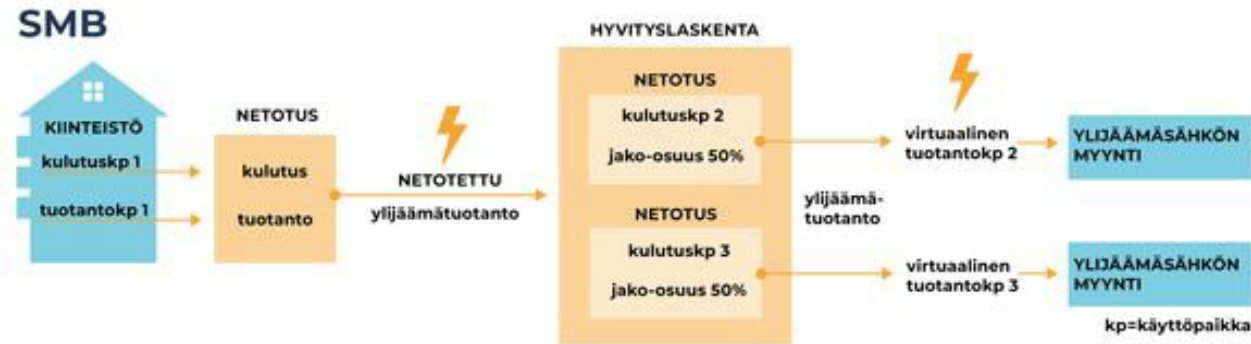 SMB
KIINTEISTÖ
kulutuskp 1
tuotantokp 1
NETOTUS
kulutus
tuotanto
NETOTETTU
ylijäämätuotanto
HYVITYSLASKENTA
NETOTUS
kulutuskp 2
jako-osuus 50%
NETOTUS
kulutuskp 3
jako-osuus 50%
ylijäämä-
tuotanto
virtuaalinen
tuotantokp 2
YLIJÄÄMÄSÄHKÖN
MYYNTI
virtuaalinen
tuotantokp 3
YLIJÄÄMÄSÄHKÖN
MYYNTI
kp=käyttöpaikka